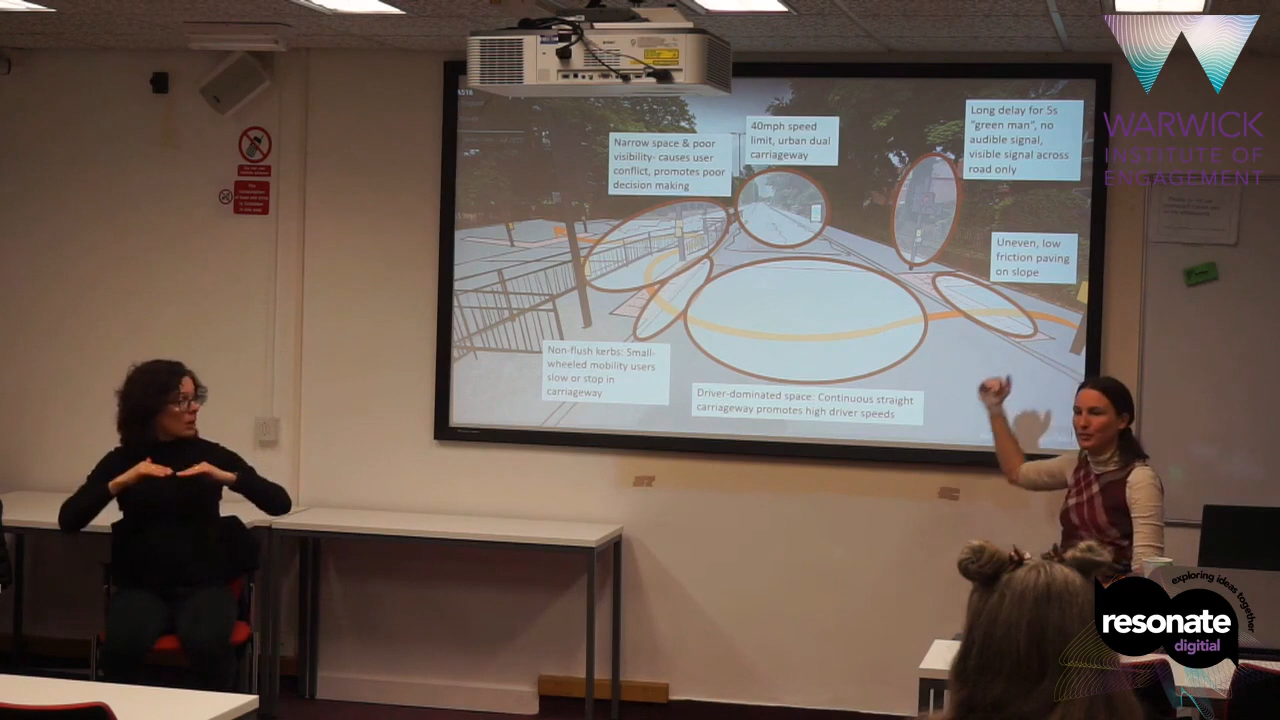 A516
Narrow space & poor
visibility- causes user
conflict, promotes poor
decision making
40mph speed
limit, urban dual
carriageway
Long delay for 5s
"green man", no
audible signal,
visible signal across
road only
Uneven, low
friction paving
on slope
Non-flush kerbs: Small-
wheeled mobility users
slow or stop in
carriageway
Driver-dominated space: Continuous straight
carriageway promotes high driver speeds
WARWICK
INSTITUTE OF
ENGAGEMENT
exploring ideas together
resonate
digitial